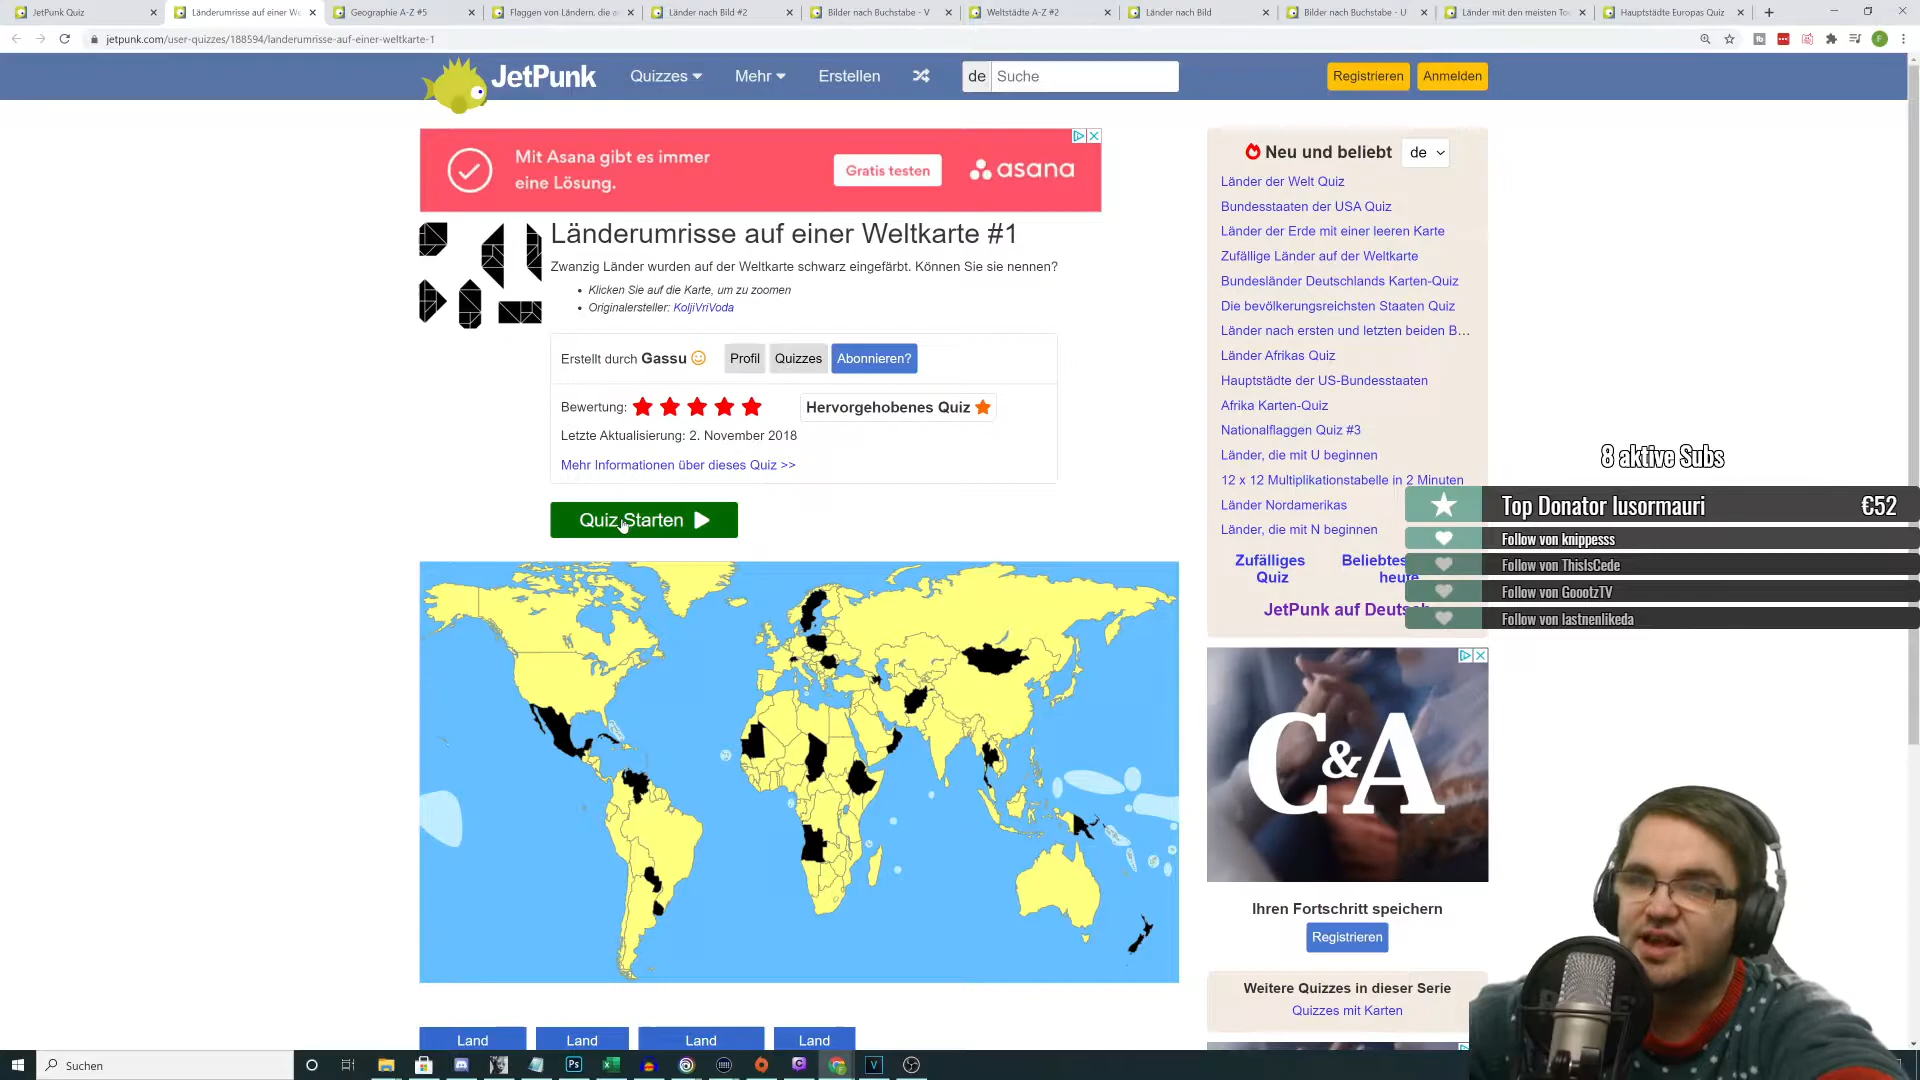 JetPunk Quiz
Länderumrisse auf einer We
Geographie A-Z #5
Flaggen von Ländern, die a
Länder nach Bild #2
Bilder nach Buchstabe - V
Weltstädte A-Z #2
Länder nach Bild
Bilder nach Buchstabe - U
Länder mit den meisten To
Hauptstädte Europas Quiz
jetpunk.com/user-quizzes/188594/landerumrisse-auf-einer-weltkarte-1
JetPunk
Quizzes
Mehr
Erstellen
de
Suche
Registrieren
Anmelden
Mit Asana gibt es immer
eine Lösung.
Gratis testen
asana
Länderumrisse auf einer Weltkarte #1
Zwanzig Länder wurden auf der Weltkarte schwarz eingefärbt. Können Sie sie nennen?
• Klicken Sie auf die Karte, um zu zoomen
• Originalersteller: KoljiVriVoda
Erstellt durch Gassu
Profil
Quizzes
Abonnieren?
Bewertung:
Hervorgehobenes Quiz
Letzte Aktualisierung: 2. November 2018
Mehr Informationen über dieses Quiz >>
Quiz Starten
Land
Land
Land
Land
Neu und beliebt
de
Länder der Welt Quiz
Bundesstaaten der USA Quiz
Länder der Erde mit einer leeren Karte
Zufällige Länder auf der Weltkarte
Bundesländer Deutschlands Karten-Quiz
Die bevölkerungsreichsten Staaten Quiz
Länder nach ersten und letzten beiden B...
Länder Afrikas Quiz
Hauptstädte der US-Bundesstaaten
Afrika Karten-Quiz
Nationalflaggen Quiz #3
Länder, die mit U beginnen
12 x 12 Multiplikationstabelle in 2 Minuten
Länder Nordamerikas
Länder, die mit N beginnen
Zufälliges
Quiz
Beliebtes
heute
JetPunk auf Deutsch
8 aktive Subs
Top Donator lusormauri €52
Follow von knippesss
Follow von ThisIsCede
Follow von GoootzTV
Follow von lastnenlikeda
C&A
Ihren Fortschritt speichern
Registrieren
Weitere Quizzes in dieser Serie
Quizzes mit Karten
Suchen